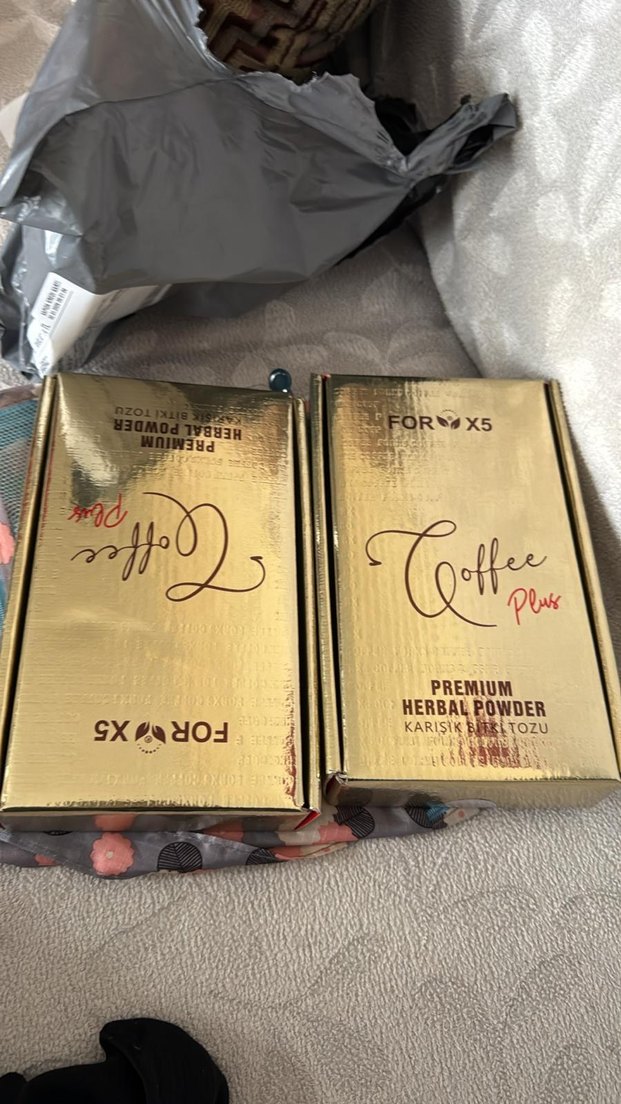 PREMIUM
HERBAL POWDER
KARIŞIK BİTKİ TOZU
Coffee
Plus
FOR X5
FOR X5
Coffee
Plus
PREMIUM
HERBAL POWDER
KARIŞIK BİTKİ TOZU